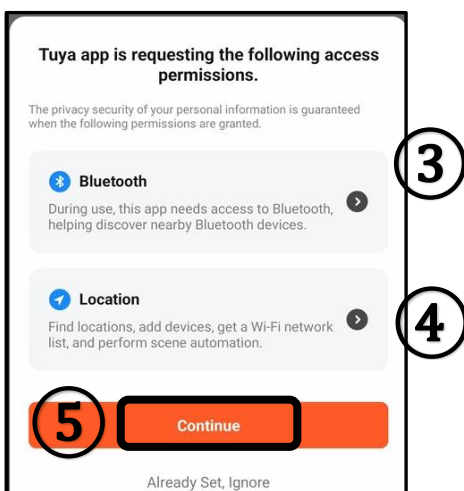 Tuya app is requesting the following access
permissions.
The privacy security of your personal information is guaranteed
when the following permissions are granted.
3
Bluetooth
During use, this app needs access to Bluetooth,
helping discover nearby Bluetooth devices.
Location
4
Find locations, add devices, get a Wi-Fi network
list, and perform scene automation.
5
Continue
Already Set, Ignore